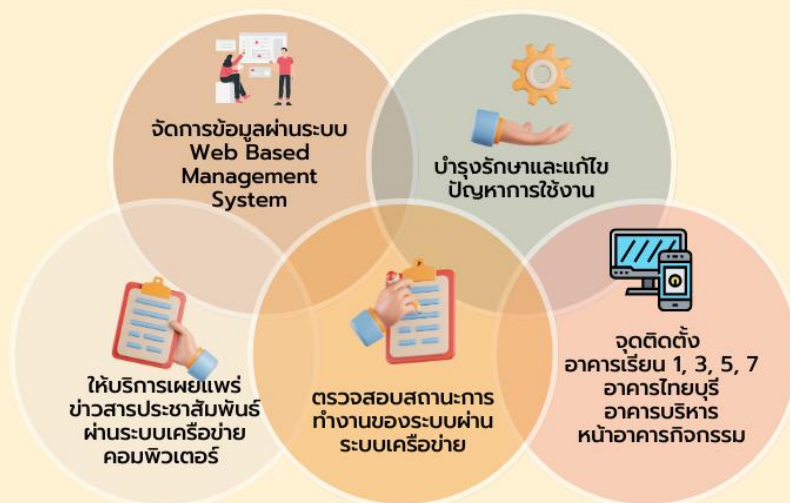 จัดการข้อมูลผ่านระบบ
Web Based
Management
System
บำรุงรักษาและแก้ไข
ปัญหาการใช้งาน
ให้บริการเผยแพร่
ข่าวสารประชาสัมพันธ์
ผ่านระบบเครือข่าย
คอมพิวเตอร์
ตรวจสอบสถานะการ
ทำงานของระบบผ่าน
ระบบเครือข่าย
จุดติดตั้ง
อาคารเรียน 1, 3, 5, 7
อาคารไทยบุรี
อาคารบริหาร
หน้าอาคารกิจกรรม